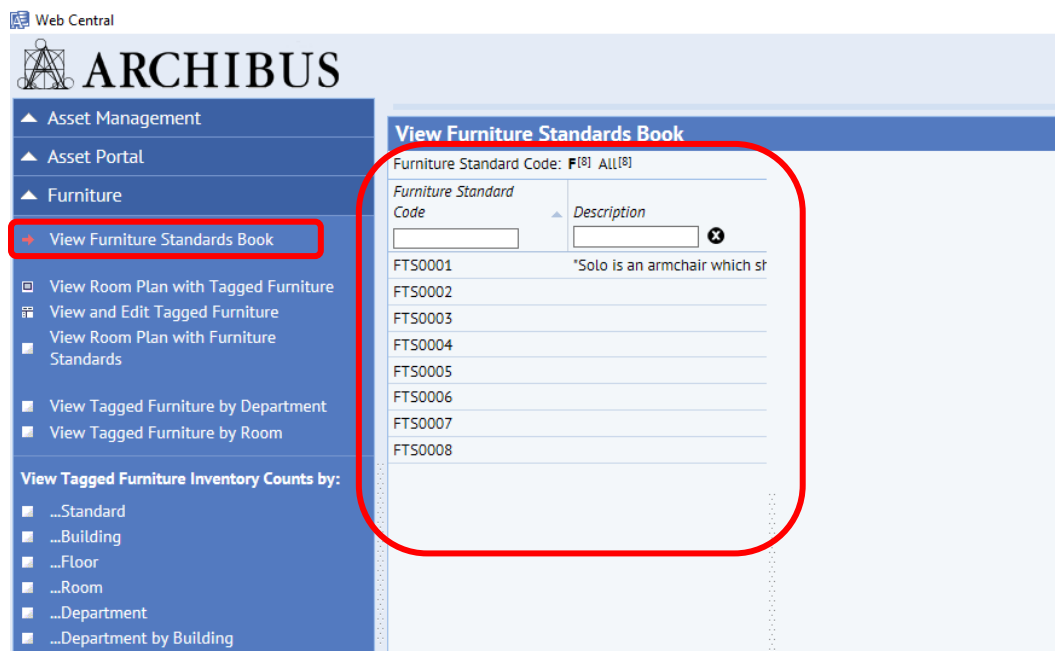 Web Central
ARCHIBUS
Asset Management
Asset Portal
Furniture
View Furniture Standards Book
View Room Plan with Tagged Furniture
View and Edit Tagged Furniture
View Room Plan with Furniture
Standards
View Tagged Furniture by Department
View Tagged Furniture by Room
View Tagged Furniture Inventory Counts by:
...Standard
...Building
...Floor
...Room
...Department
...Department by Building
View Furniture Standards Book
Furniture Standard Code: F[8] All[8]
Furniture Standard
Code Description
FTS0001 "Solo is an armchair which sh
FTS0002
FTS0003
FTS0004
FTS0005
FTS0006
FTS0007
FTS0008